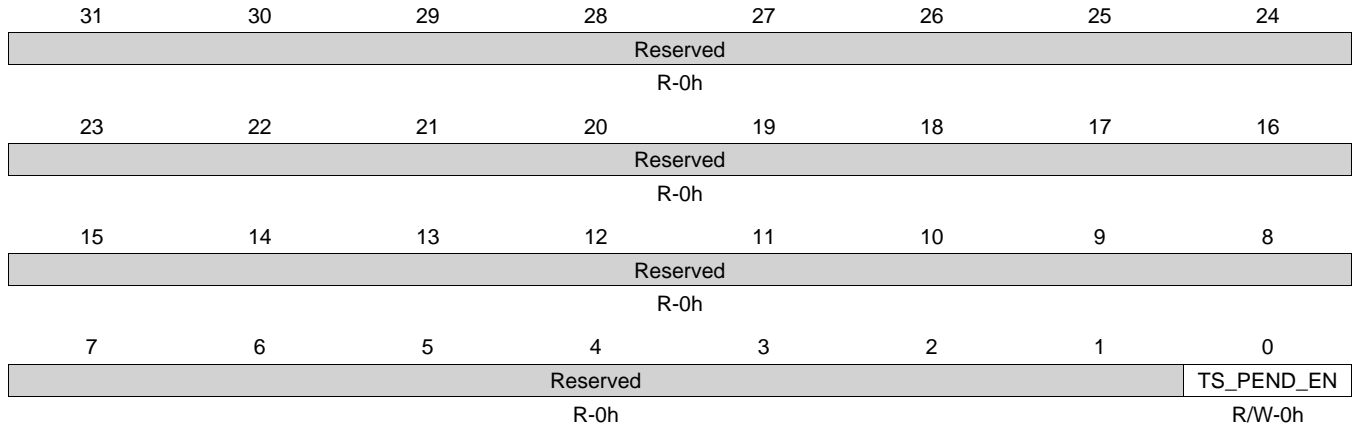 31 30 29 28 27 26 25 24
Reserved
R-0h
23 22 21 20 19 18 17 16
Reserved
R-0h
15 14 13 12 11 10 9 8
Reserved
R-0h
7 6 5 4 3 2 1 0
Reserved TS_PEND_EN
R-0h R/W-0h